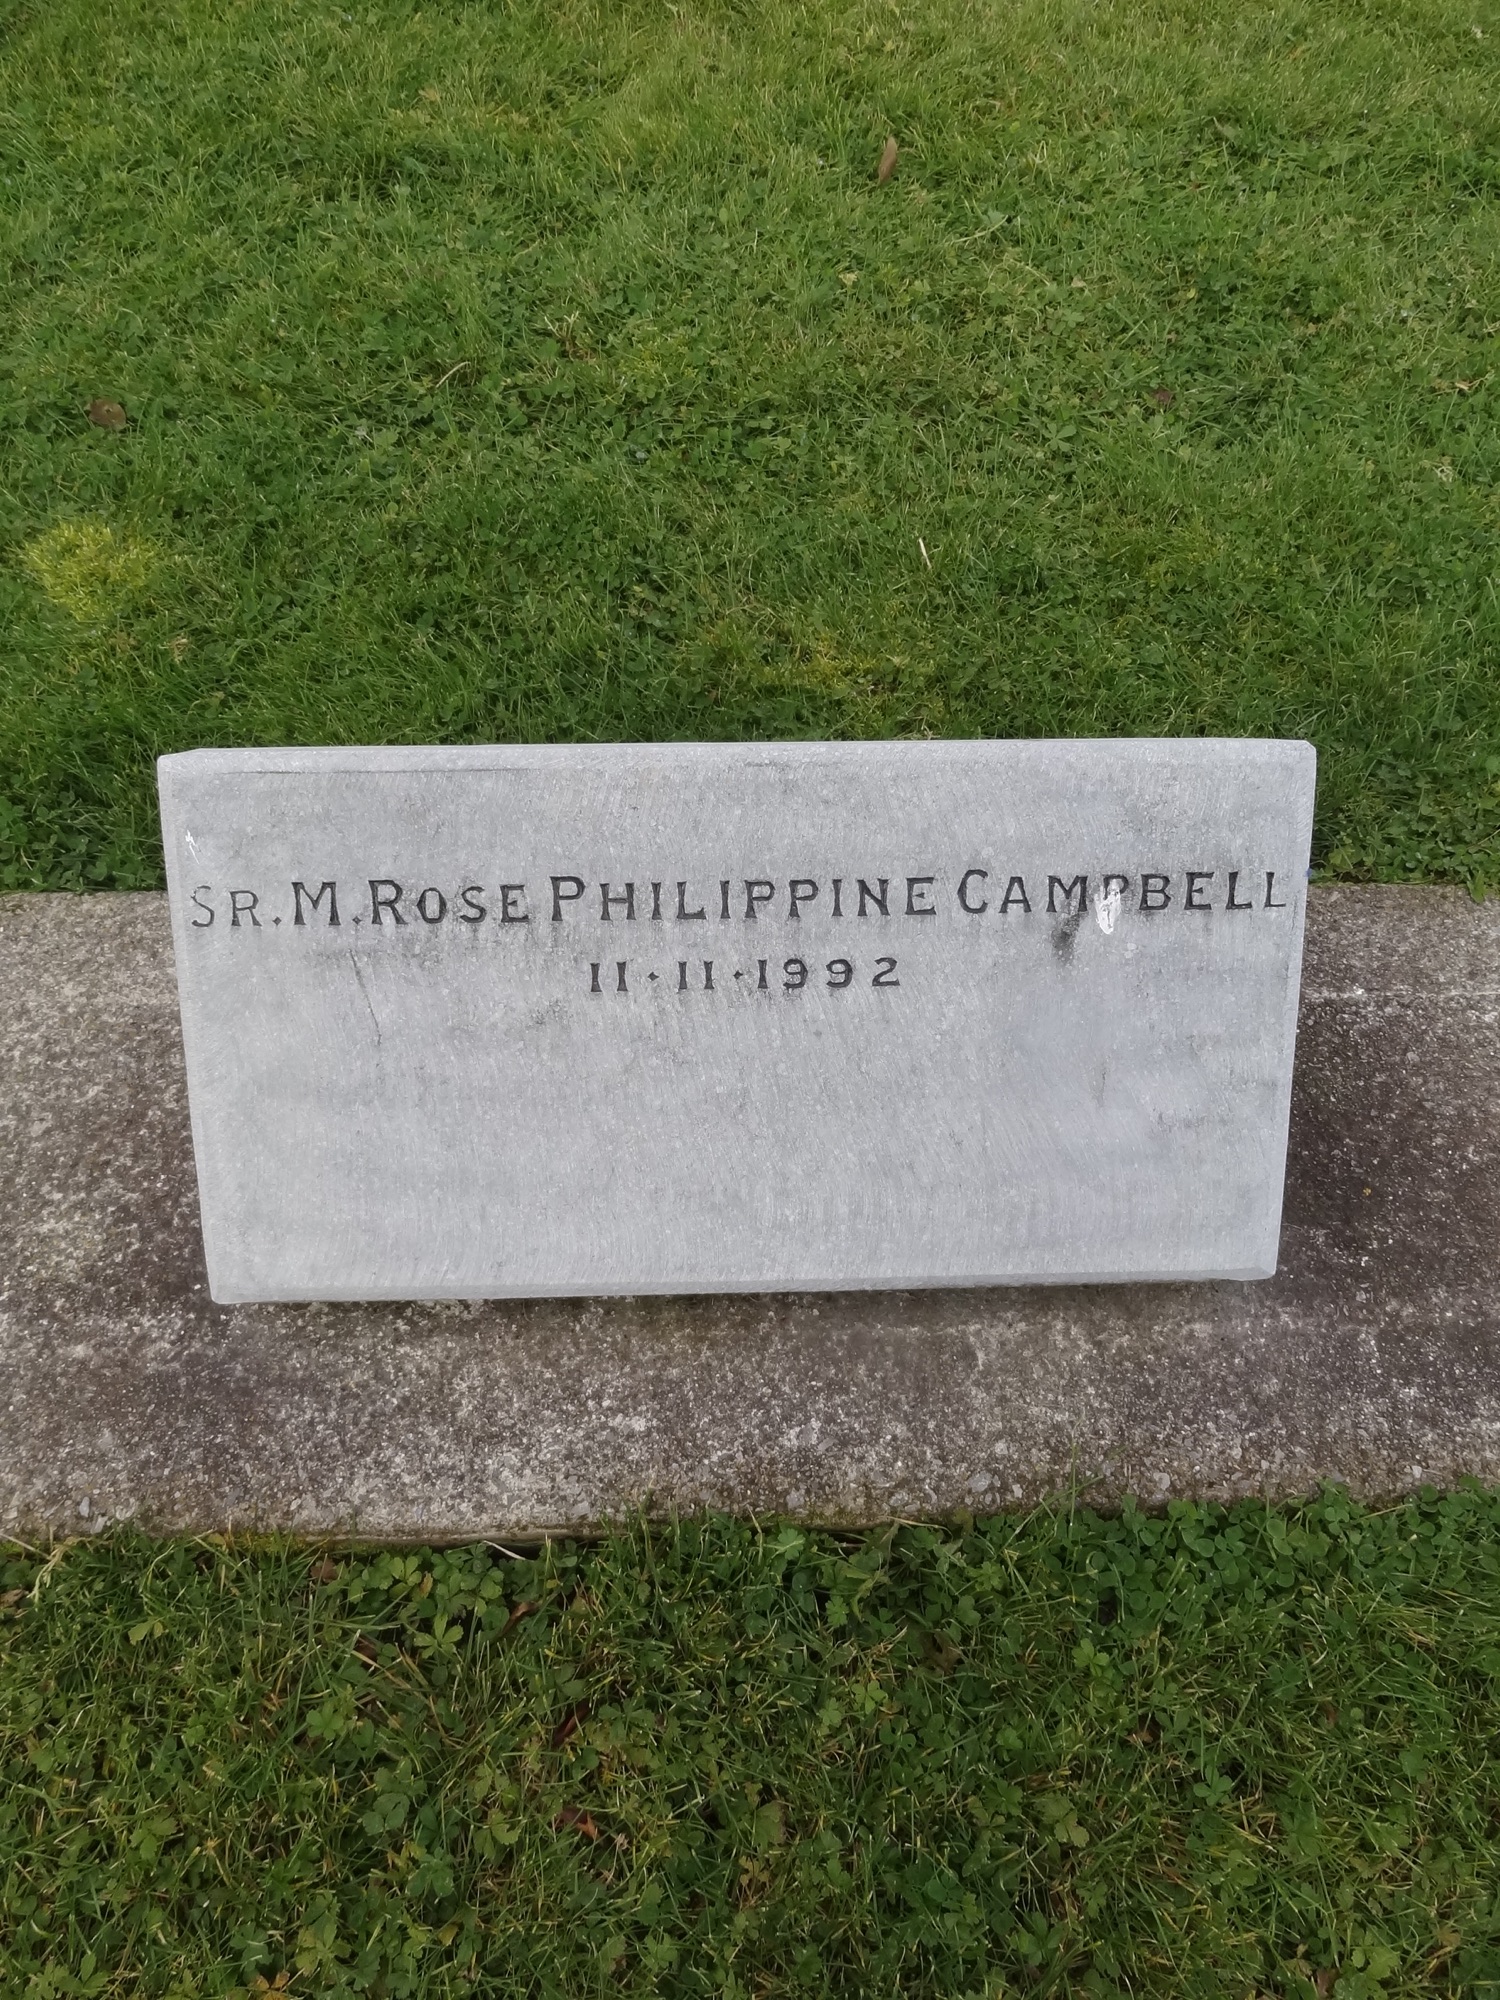 SR. M. ROSE PHILIPPINE CAMPBELL
11·11·1992